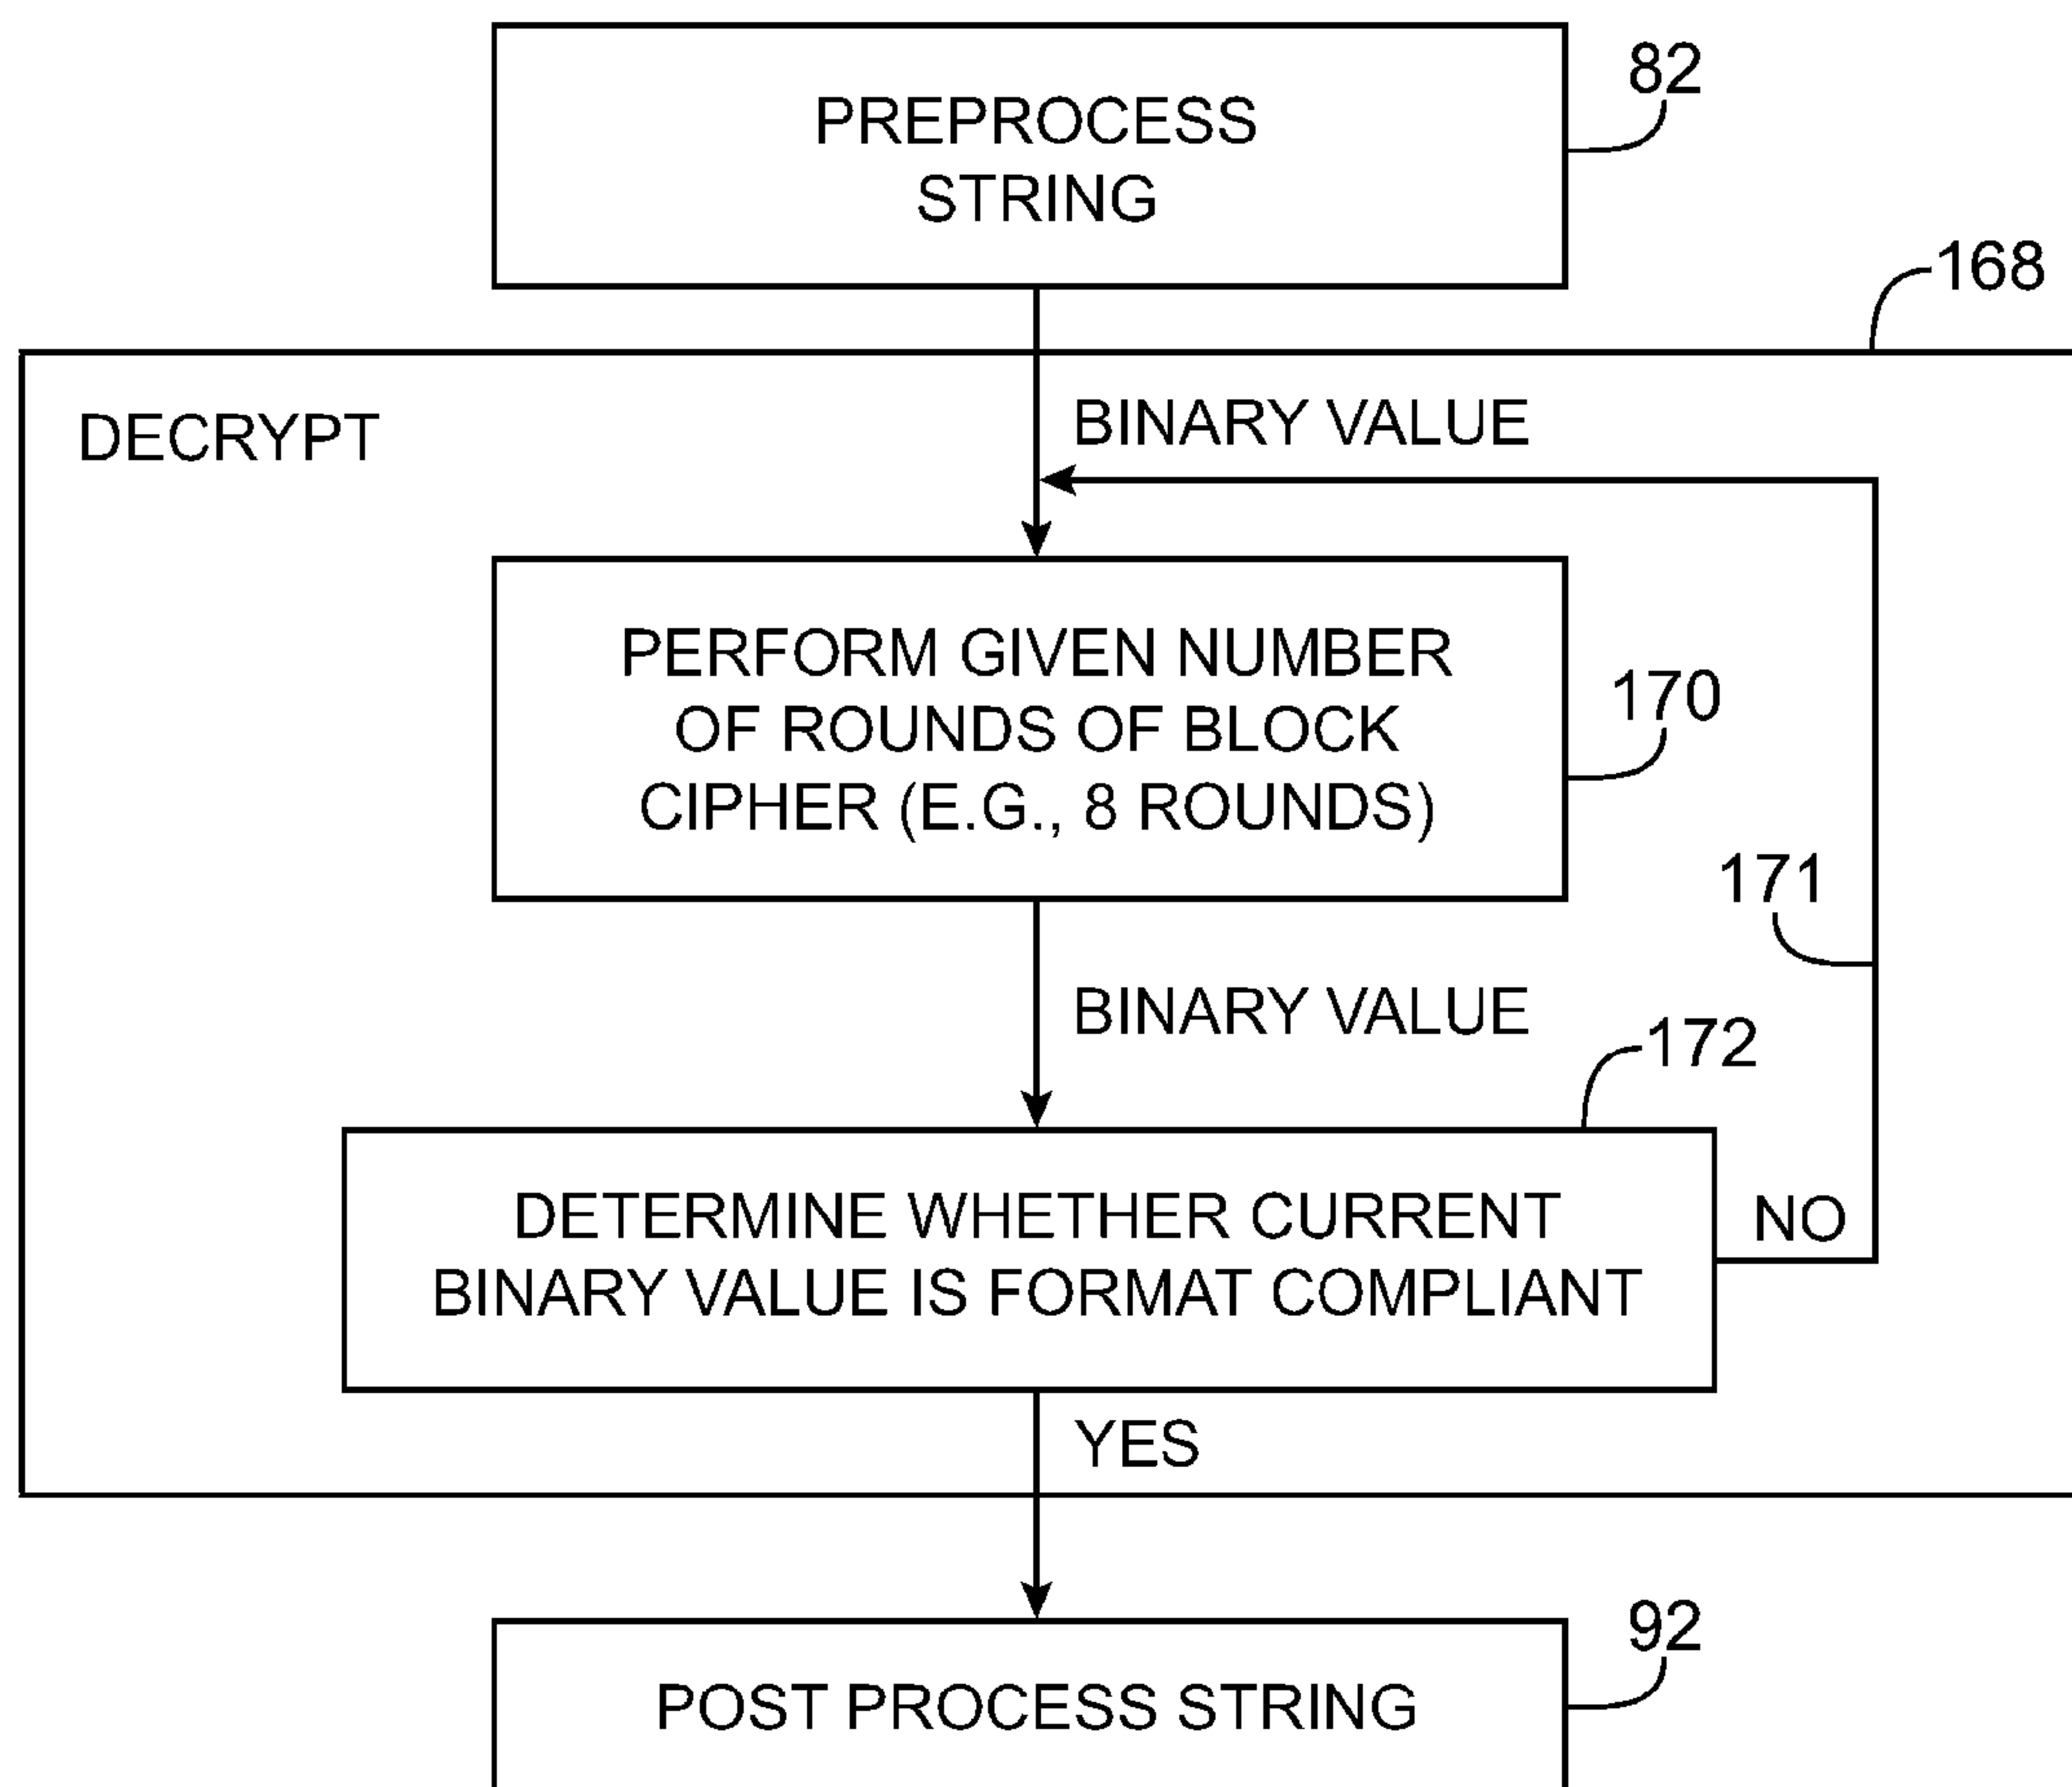 PREPROCESS
STRING
82
168
DECRYPT
BINARY VALUE
PERFORM GIVEN NUMBER
OF ROUNDS OF BLOCK
CIPHER (E.G., 8 ROUNDS)
170
171
BINARY VALUE
172
DETERMINE WHETHER CURRENT
BINARY VALUE IS FORMAT COMPLIANT
NO
YES
92
POST PROCESS STRING